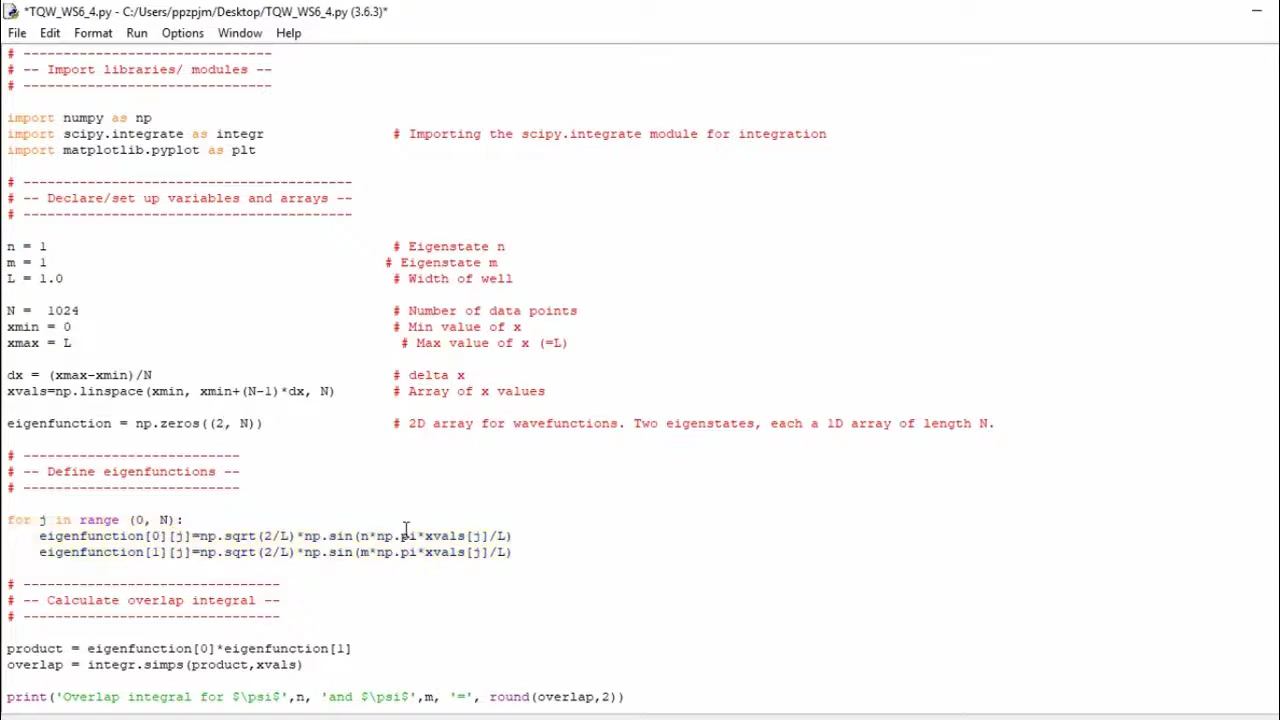 *TQW_WS6_4.py - C:/Users/ppzpjm/Desktop/TQW_WS6_4.py (3.6.3)*
File Edit Format Run Options Window Help
# -------------------------------
# -- Import libraries/ modules --
# -------------------------------
import numpy as np
import scipy.integrate as integr # Importing the scipy.integrate module for integration
import matplotlib.pyplot as plt
# -----------------------------------------
# -- Declare/set up variables and arrays --
# -----------------------------------------
n = 1 # Eigenstate n
m = 1 # Eigenstate m
L = 1.0 # Width of well
N = 1024 # Number of data points
xmin = 0 # Min value of x
xmax = L # Max value of x (=L)
dx = (xmax-xmin)/N # delta x
xvals=np.linspace(xmin, xmin+(N-1)*dx, N) # Array of x values
eigenfunction = np.zeros((2, N)) # 2D array for wavefunctions. Two eigenstates, each a 1D array of length N.
# ---------------------------
# -- Define eigenfunctions --
# ---------------------------
for j in range (0, N):
eigenfunction[0][j]=np.sqrt(2/L)*np.sin(n*np.pi*xvals[j]/L)
eigenfunction[1][j]=np.sqrt(2/L)*np.sin(m*np.pi*xvals[j]/L)
# --------------------------------
# -- Calculate overlap integral --
# --------------------------------
product = eigenfunction[0]*eigenfunction[1]
overlap = integr.simps(product,xvals)
print('Overlap integral for $\psi$',n, 'and $\psi$',m, '=', round(overlap,2))